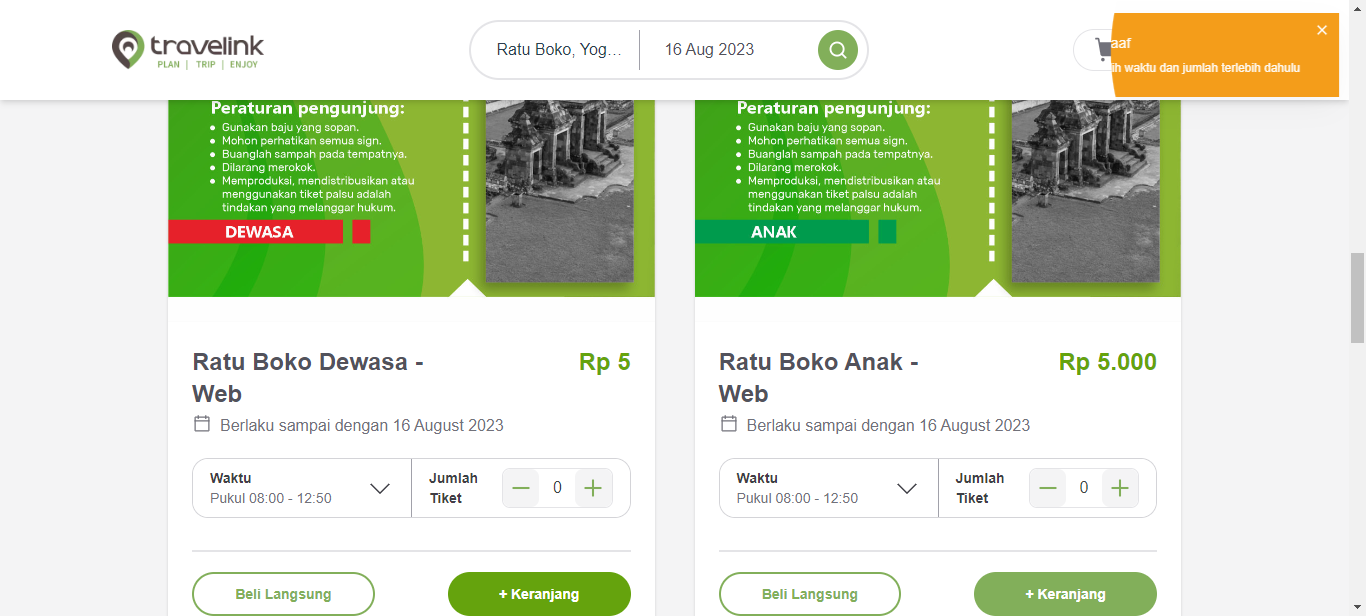 travelink
PLAN | TRIP | ENJOY
Ratu Boko, Yog...
16 Aug 2023
aaf
ih waktu dan jumlah terlebih dahulu
Peraturan pengunjung:
• Gunakan baju yang sopan.
• Mohon perhatikan semua sign.
• Buanglah sampah pada tempatnya.
• Dilarang merokok.
• Memproduksi, mendistribusikan atau
menggunakan tiket palsu adalah
tindakan yang melanggar hukum.
DEWASA
Peraturan pengunjung:
• Gunakan baju yang sopan.
• Mohon perhatikan semua sign.
• Buanglah sampah pada tempatnya.
• Dilarang merokok.
• Memproduksi, mendistribusikan atau
menggunakan tiket palsu adalah
tindakan yang melanggar hukum.
ANAK
Ratu Boko Dewasa -
Web
Rp 5
Berlaku sampai dengan 16 August 2023
Waktu
Pukul 08:00 - 12:50
Jumlah
Tiket
0
Beli Langsung
+ Keranjang
Ratu Boko Anak -
Web
Rp 5.000
Berlaku sampai dengan 16 August 2023
Waktu
Pukul 08:00 - 12:50
Jumlah
Tiket
0
Beli Langsung
+ Keranjang